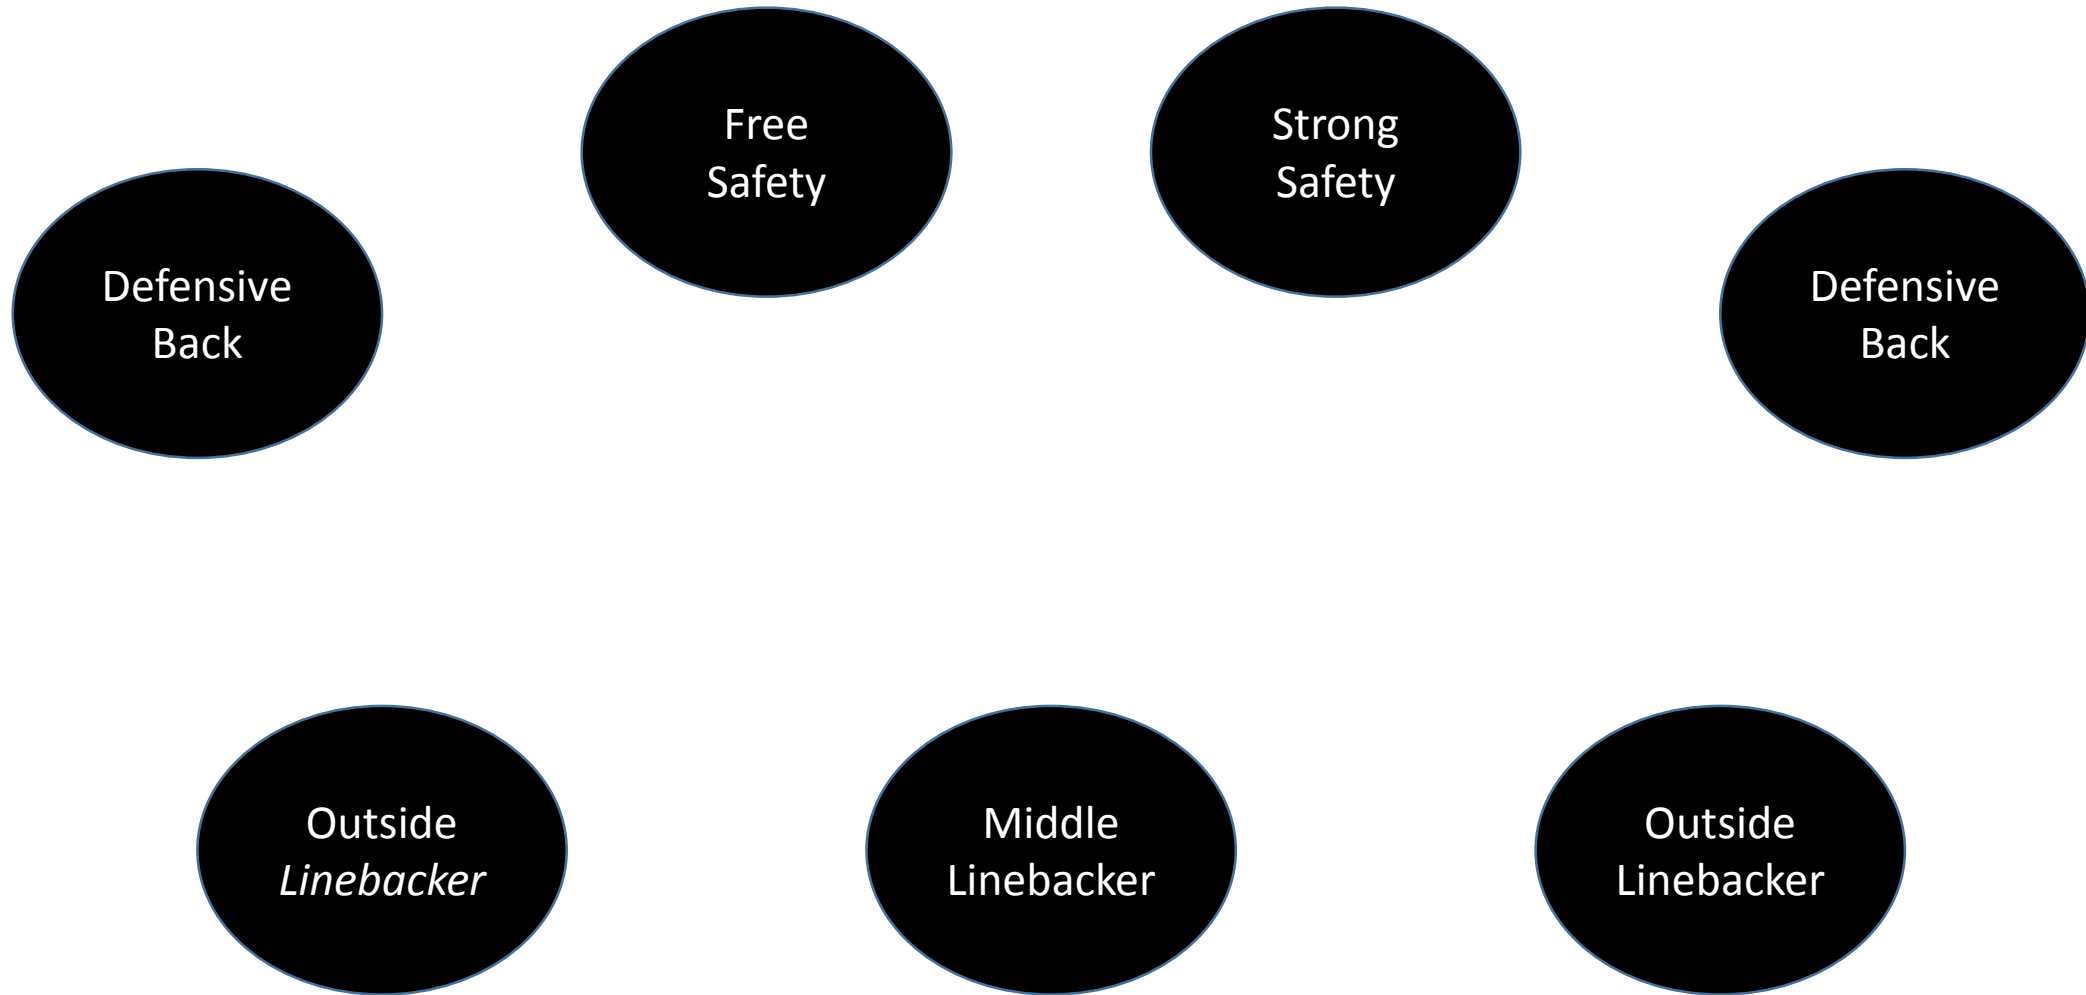 Free
Safety
Strong
Safety
Defensive
Back
Defensive
Back
Outside
Linebacker
Middle
Linebacker
Outside
Linebacker